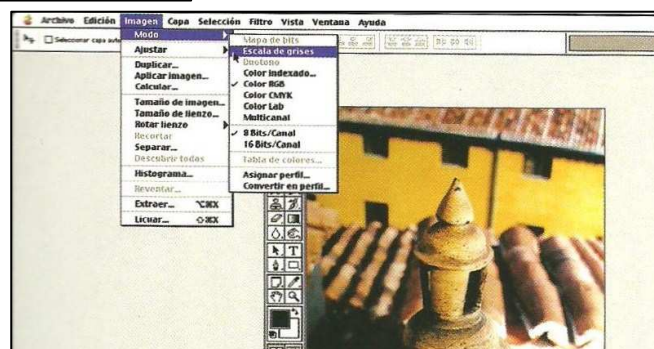 Archivo Edición Imagen Capa Selección Filtro Vista Ventana Ayuda
Seleccionar capa
Modo
Ajustar
Duplicar...
Aplicar imagen...
Calcular...
Tamaño de imagen...
Tamaño de lienzo...
Rotar lienzo
Recortar
Separar...
Descubrir todas
Histograma...
Reventar...
Extraer... ⌥⌘X
Licuar... ⇧⌘X
Mapa de bits
Escala de grises
Duotono
Color indexado...
✓ Color RGB
Color CMYK
Color Lab
Multicanal
✓ 8 Bits/Canal
16 Bits/Canal
Tabla de colores...
Asignar perfil...
Convertir en perfil...
T